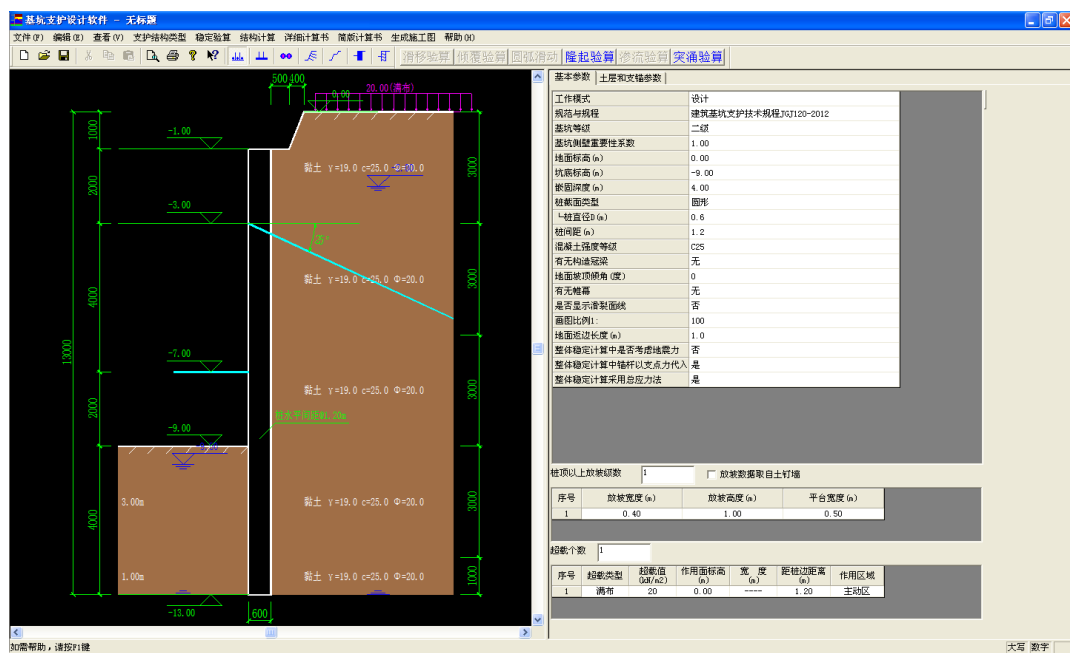 基坑支护设计软件 - 无标题
文件(F) 编辑(E) 查看(V) 支护结构类型 稳定验算 结构计算 详细计算书 简版计算书 生成施工图 帮助(H)
滑移验算 倾覆验算 圆弧滑动 隆起验算 渗流验算 突涌验算
500 400
20.00(满布)
0.00
1000
-1.00
黏土 γ=19.0 c=25.0 Φ=20.0
3000
2000
-3.00
25°
黏土 γ=19.0 c=25.0 Φ=20.0
3000
4000
13000
-7.00
黏土 γ=19.0 c=25.0 Φ=20.0
3000
桩水平间距@1.20m
2000
-9.00
3.00m
黏土 γ=19.0 c=25.0 Φ=20.0
3000
4000
1.00m
黏土 γ=19.0 c=25.0 Φ=20.0
1000
-13.00
600
基本参数 土层和支锚参数
工作模式 设计
规范与规程 建筑基坑支护技术规程JGJ120-2012
基坑等级 二级
基坑侧壁重要性系数 1.00
地面标高(m) 0.00
坑底标高(m) -9.00
嵌固深度(m) 4.00
桩截面类型 圆形
└桩直径D(m) 0.6
桩间距(m) 1.2
混凝土强度等级 C25
有无构造冠梁 无
地面坡顶倾角(度) 0
有无帷幕 无
是否显示滑裂面线 否
画图比例1: 100
地面近边长度(m) 1.0
整体稳定计算中是否考虑地震力 否
整体稳定计算中锚杆以支点力代入 是
整体稳定计算采用总应力法 是
桩顶以上放坡级数 1 放坡数据取自土钉墙
序号 放坡宽度(m) 放坡高度(m) 平台宽度(m)
1 0.40 1.00 0.50
超载个数 1
序号 超载类型 超载值(kN/m2) 作用面标高(m) 宽 度(m) 距桩边距离(m) 作用区域
1 满布 20 0.00 ---- 1.20 主动区
如需帮助，请按F1键
大写 数字